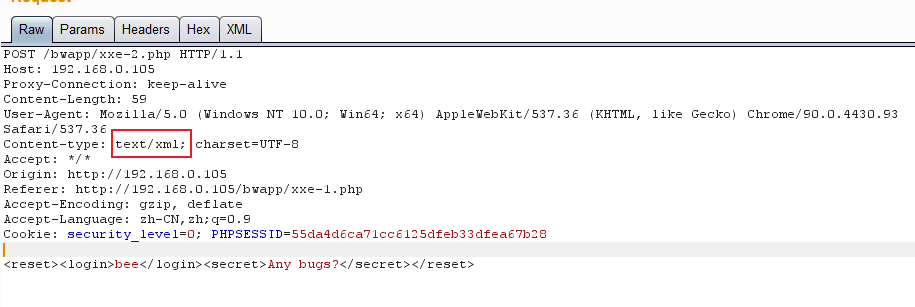 Raw Params Headers Hex XML
POST /bwapp/xxe-2.php HTTP/1.1
Host: 192.168.0.105
Proxy-Connection: keep-alive
Content-Length: 59
User-Agent: Mozilla/5.0 (Windows NT 10.0; Win64; x64) AppleWebKit/537.36 (KHTML, like Gecko) Chrome/90.0.4430.93
Safari/537.36
Content-type: text/xml; charset=UTF-8
Accept: */*
Origin: http://192.168.0.105
Referer: http://192.168.0.105/bwapp/xxe-1.php
Accept-Encoding: gzip, deflate
Accept-Language: zh-CN,zh;q=0.9
Cookie: security_level=0; PHPSESSID=55da4d6ca71cc6125dfeb33dfea67b28
<reset><login>bee</login><secret>Any bugs?</secret></reset>